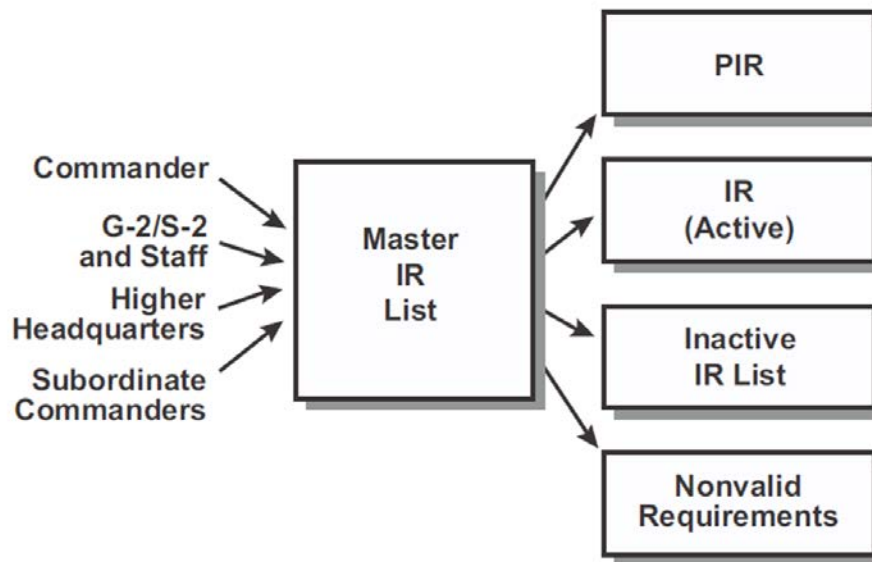 Commander
G-2/S-2
and Staff
Higher
Headquarters
Subordinate
Commanders
Master
IR
List
PIR
IR
(Active)
Inactive
IR List
Nonvalid
Requirements